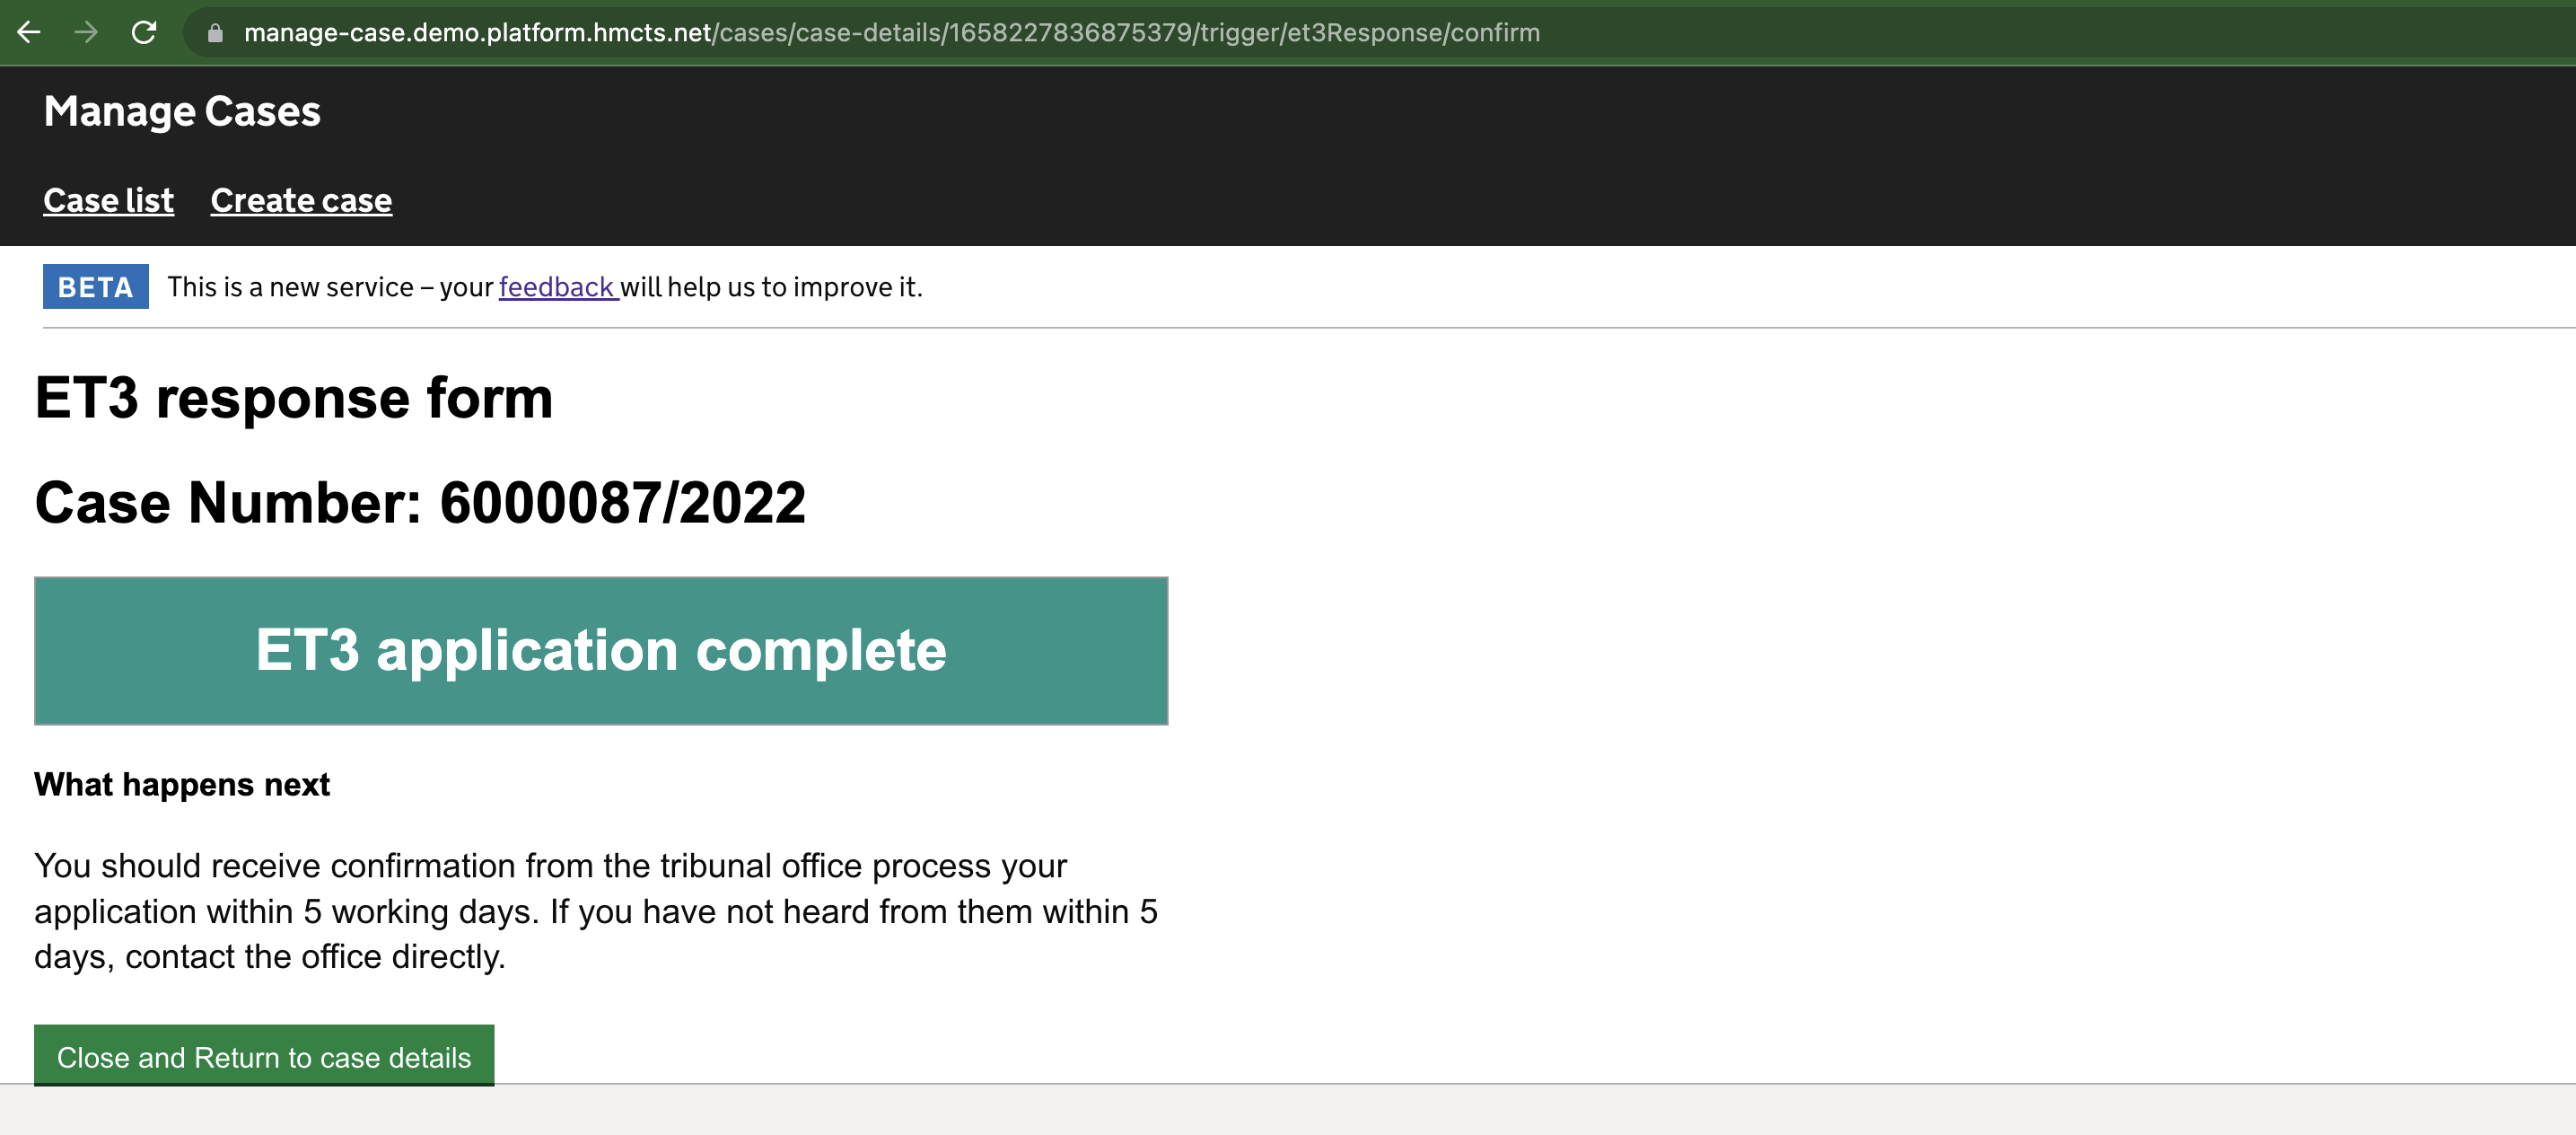 manage-case.demo.platform.hmcts.net/cases/case-details/1658227836875379/trigger/et3Response/confirm
Manage Cases
Case list Create case
BETA This is a new service – your feedback will help us to improve it.
ET3 response form
Case Number: 6000087/2022
ET3 application complete
What happens next
You should receive confirmation from the tribunal office process your
application within 5 working days. If you have not heard from them within 5
days, contact the office directly.
Close and Return to case details